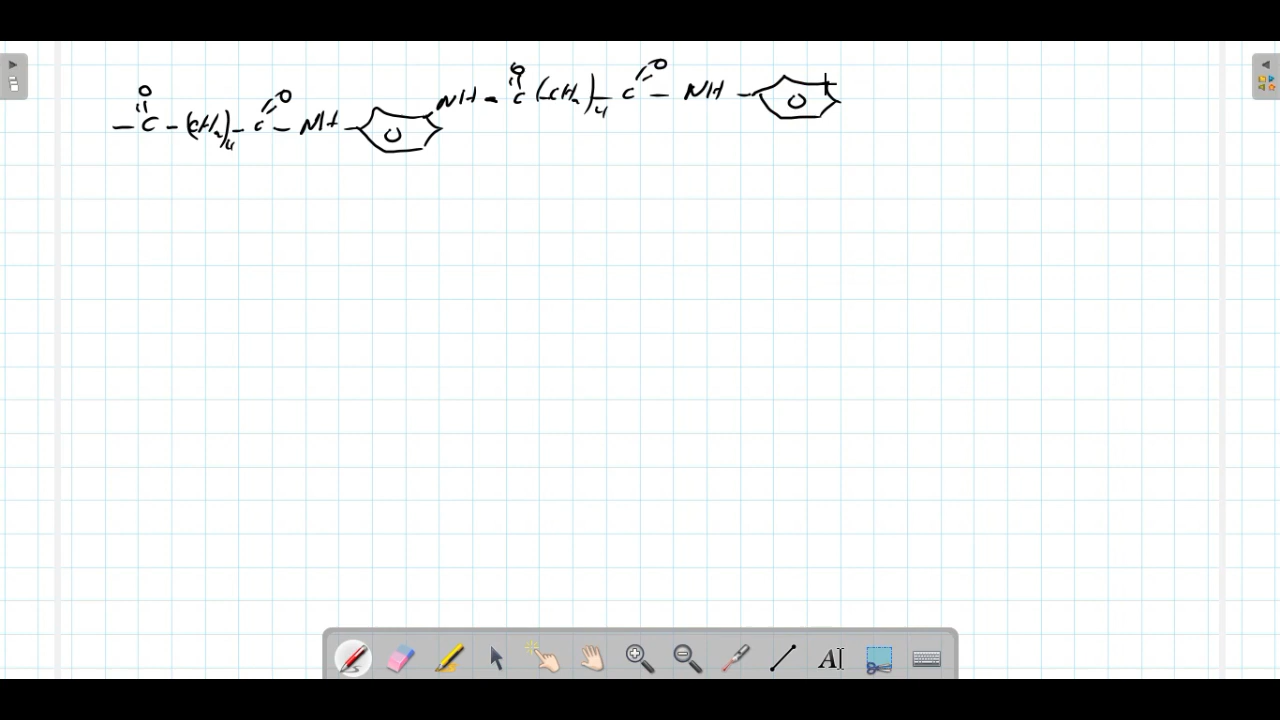 O O O O
– C – (CH₂)₄ – C – NH – O NH – C (– CH₂)₄ – C – NH – O
A